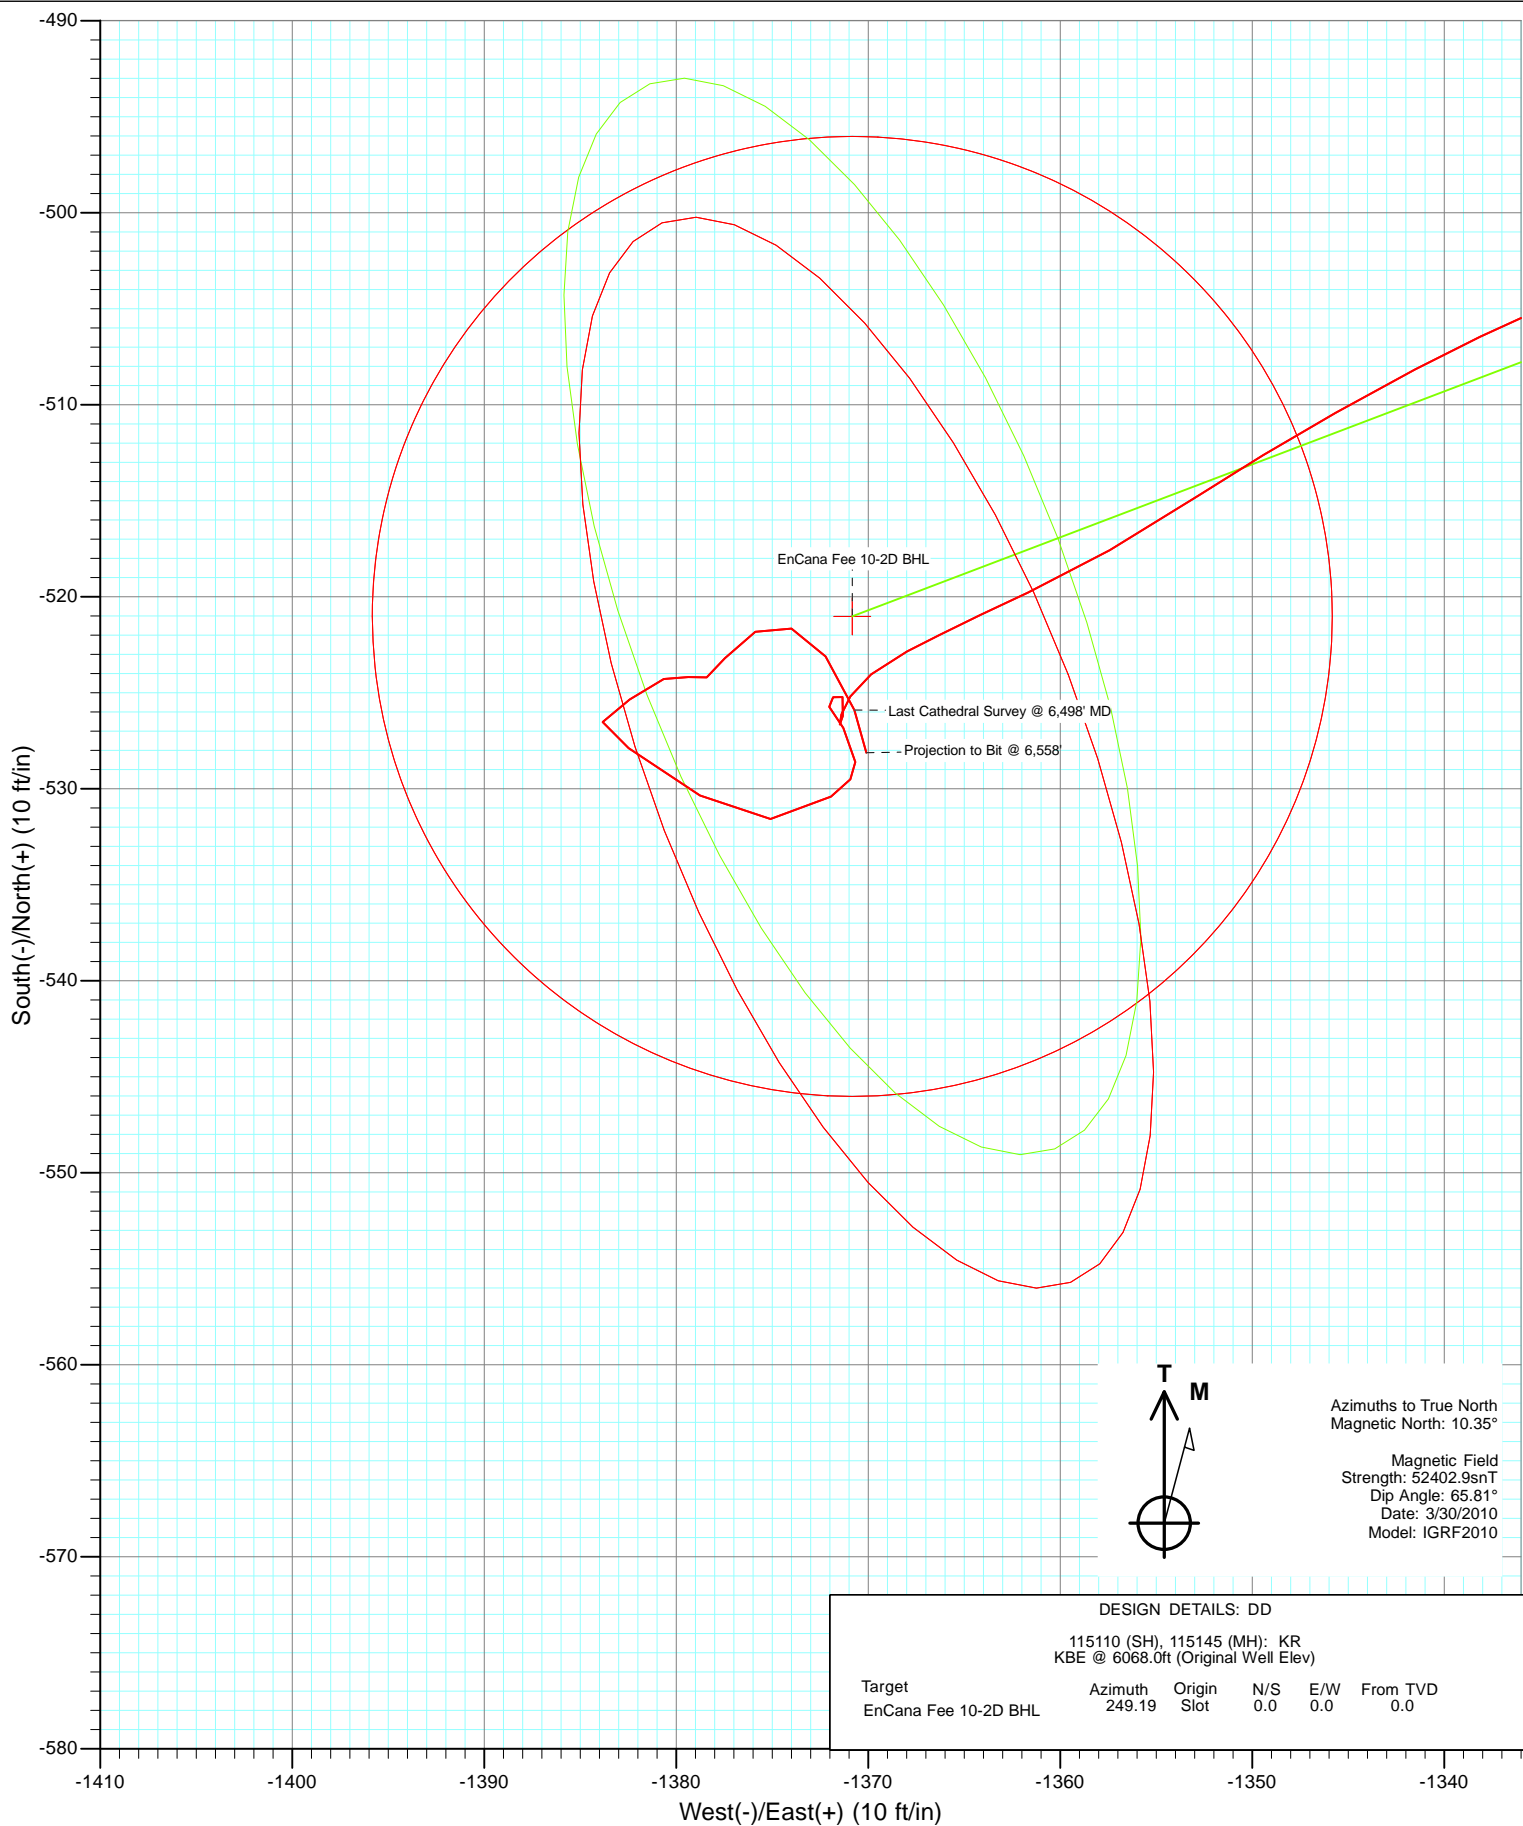 -490
-500
-510
-520
-530
-540
-550
-560
-570
-580
South(-)/North(+) (10 ft/in)
-1410
-1400
-1390
-1380
-1370
-1360
-1350
-1340
West(-)/East(+) (10 ft/in)
EnCana Fee 10-2D BHL
Last Cathedral Survey @ 6,498' MD
Projection to Bit @ 6,558'
T
M
Azimuths to True North
Magnetic North: 10.35°
Magnetic Field
Strength: 52402.9snT
Dip Angle: 65.81°
Date: 3/30/2010
Model: IGRF2010
DESIGN DETAILS: DD
115110 (SH), 115145 (MH): KR
KBE @ 6068.0ft (Original Well Elev)
Target Azimuth Origin N/S E/W From TVD
EnCana Fee 10-2D BHL 249.19 Slot 0.0 0.0 0.0